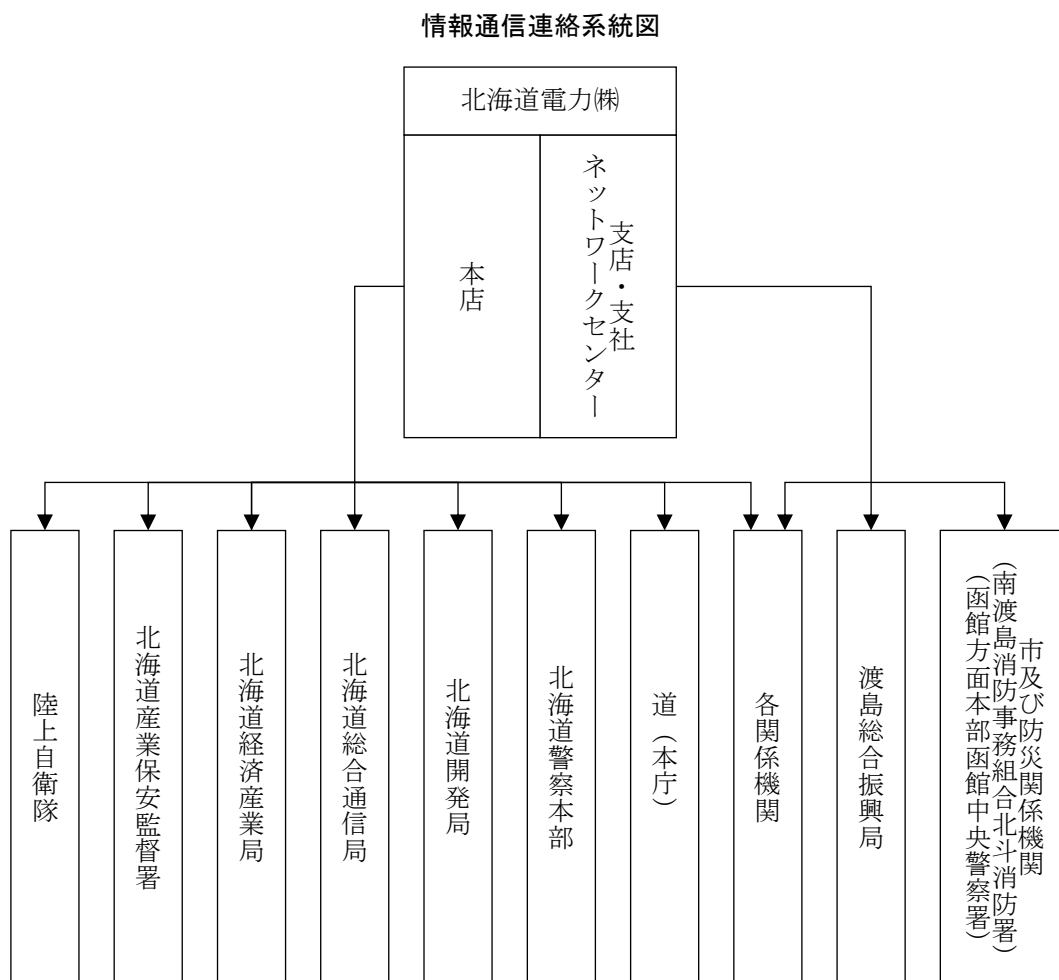 情報通信連絡系統図
北海道電力㈱
本店
支店・支社
ネットワークセンター
陸上自衛隊
北海道産業保安監督署
北海道経済産業局
北海道総合通信局
北海道開発局
北海道警察本部
道（本庁）
各関係機関
渡島総合振興局
市及び防災関係機関
（南渡島消防事務組合北斗消防署）
（函館方面本部函館中央警察署）